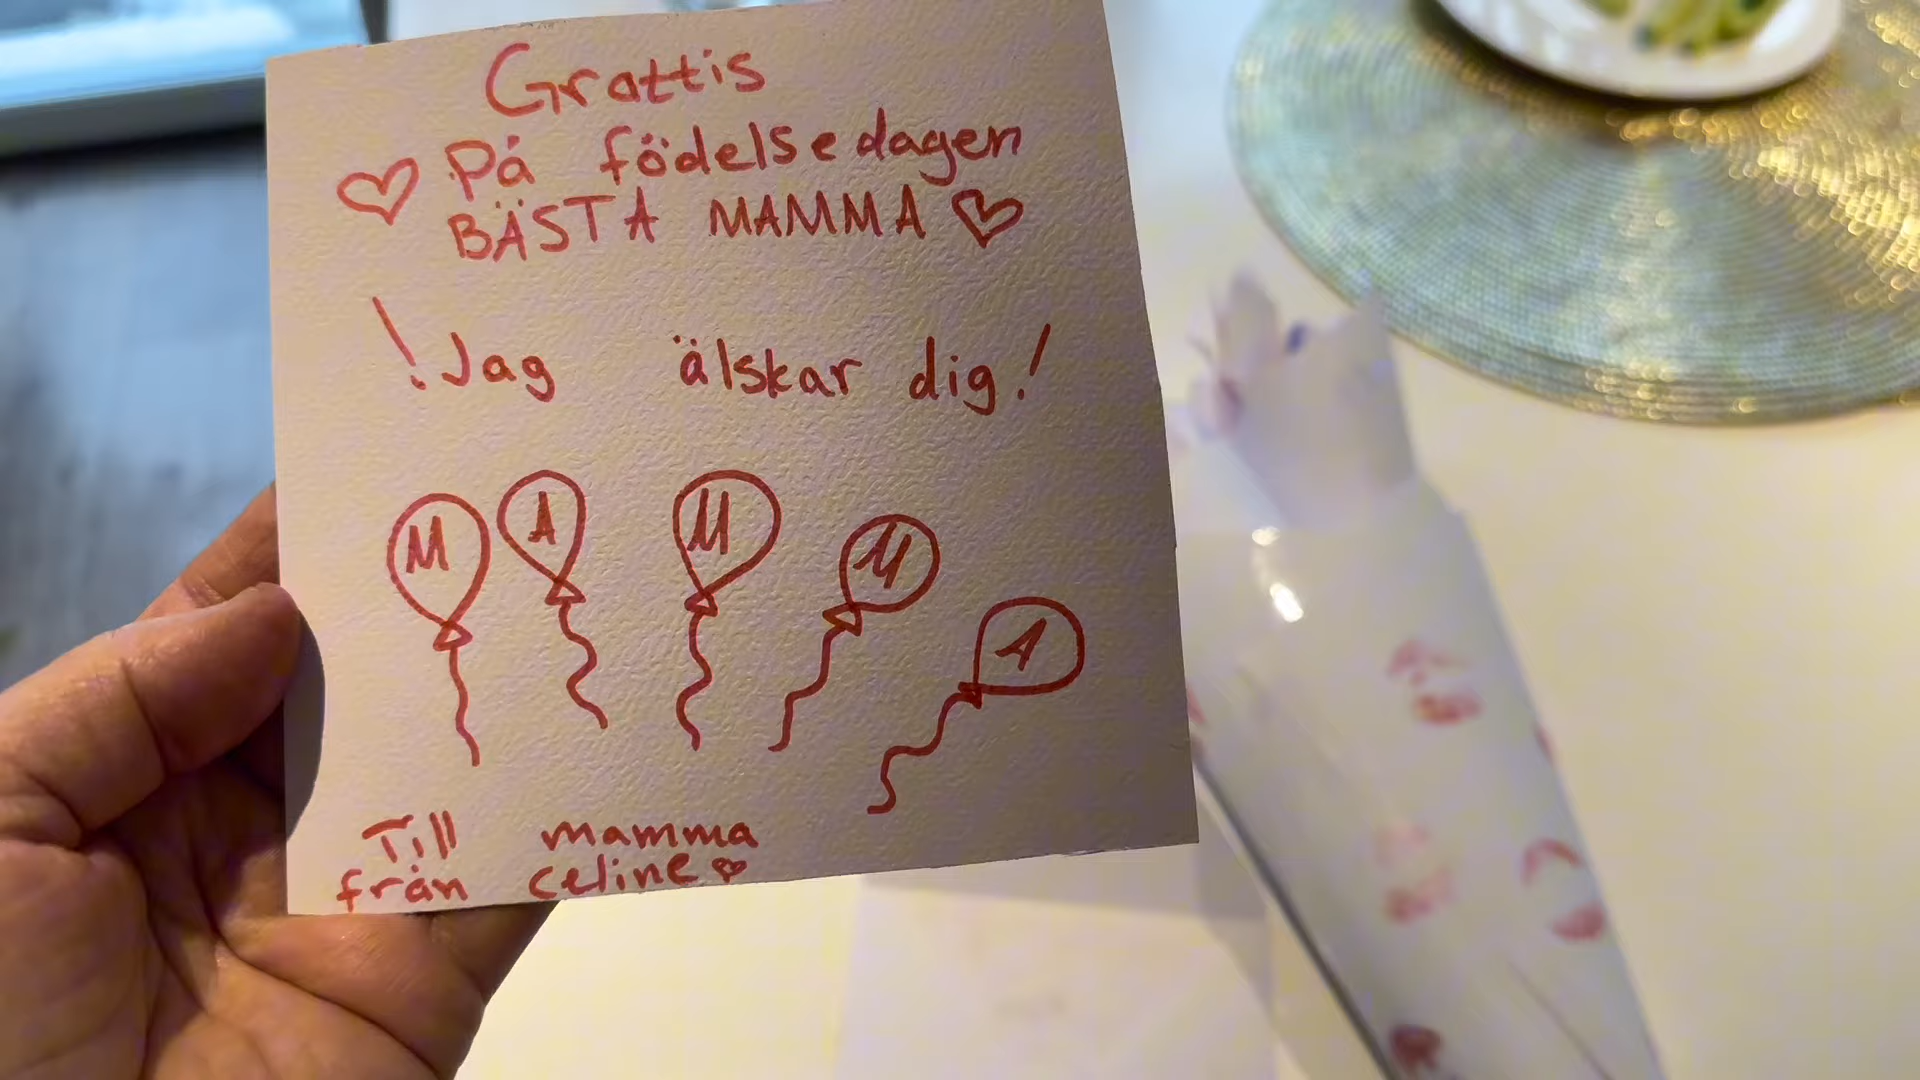 Grattis
På födelsedagen
BÄSTA MAMMA
! Jag älskar dig!
M A M M A
Till mamma
från celine